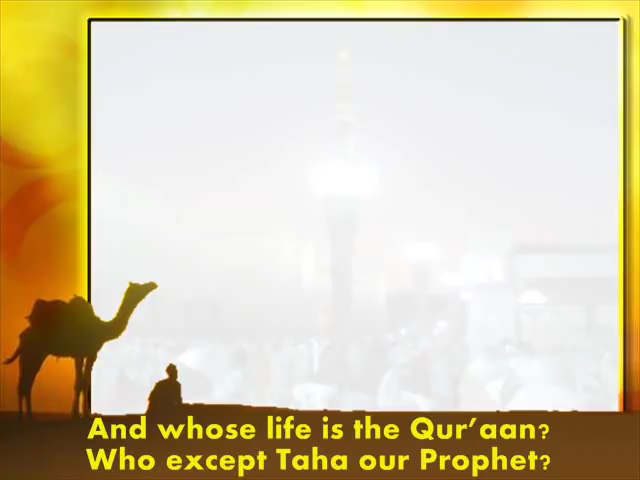 And whose life is the Qur'aan?
Who except Taha our Prophet?